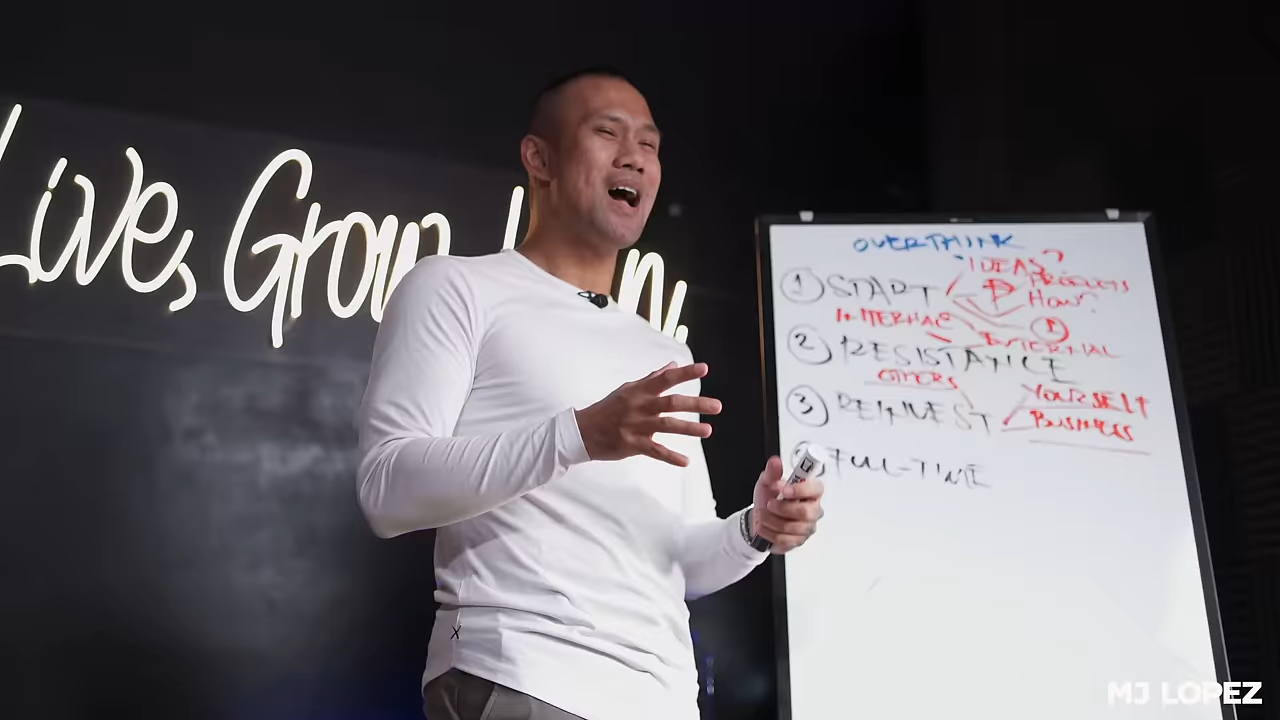 Live, Grow,
OVERTHINK
IDEAS?
① START
PRODUCTS
HOW?
INTERNAL
①
EXTERNAL
② RESISTANCE
OTHERS
YOURSELF
③ REINVEST
BUSINESS
FULL-TIME
MJ LOPEZ